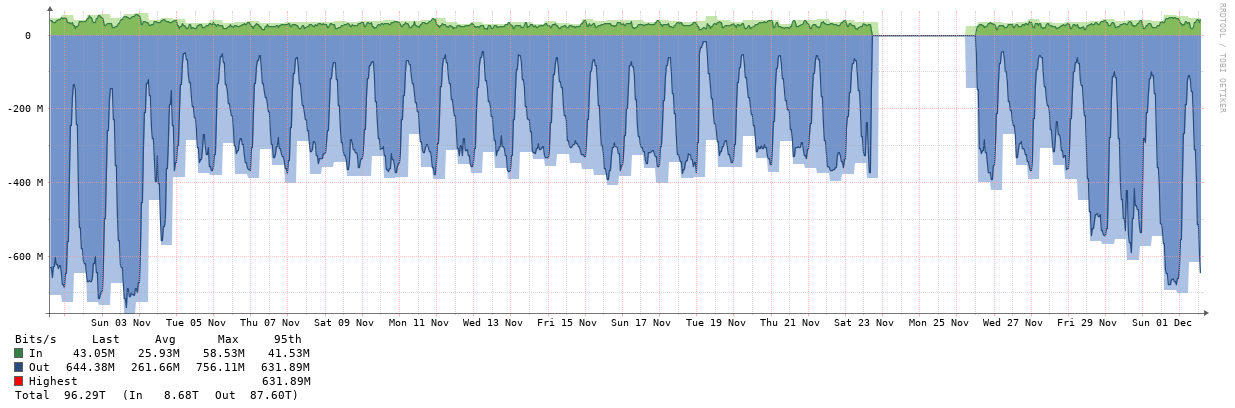 RRDTOOL / TOBI OETIKER
0
-200 M
-400 M
-600 M
Sun 03 Nov Tue 05 Nov Thu 07 Nov Sat 09 Nov Mon 11 Nov Wed 13 Nov Fri 15 Nov Sun 17 Nov Tue 19 Nov Thu 21 Nov Sat 23 Nov Mon 25 Nov Wed 27 Nov Fri 29 Nov Sun 01 Dec
Bits/s Last Avg Max 95th
In 43.05M 25.93M 58.53M 41.53M
Out 644.38M 261.66M 756.11M 631.89M
Highest 631.89M
Total 96.29T (In 8.68T Out 87.60T)